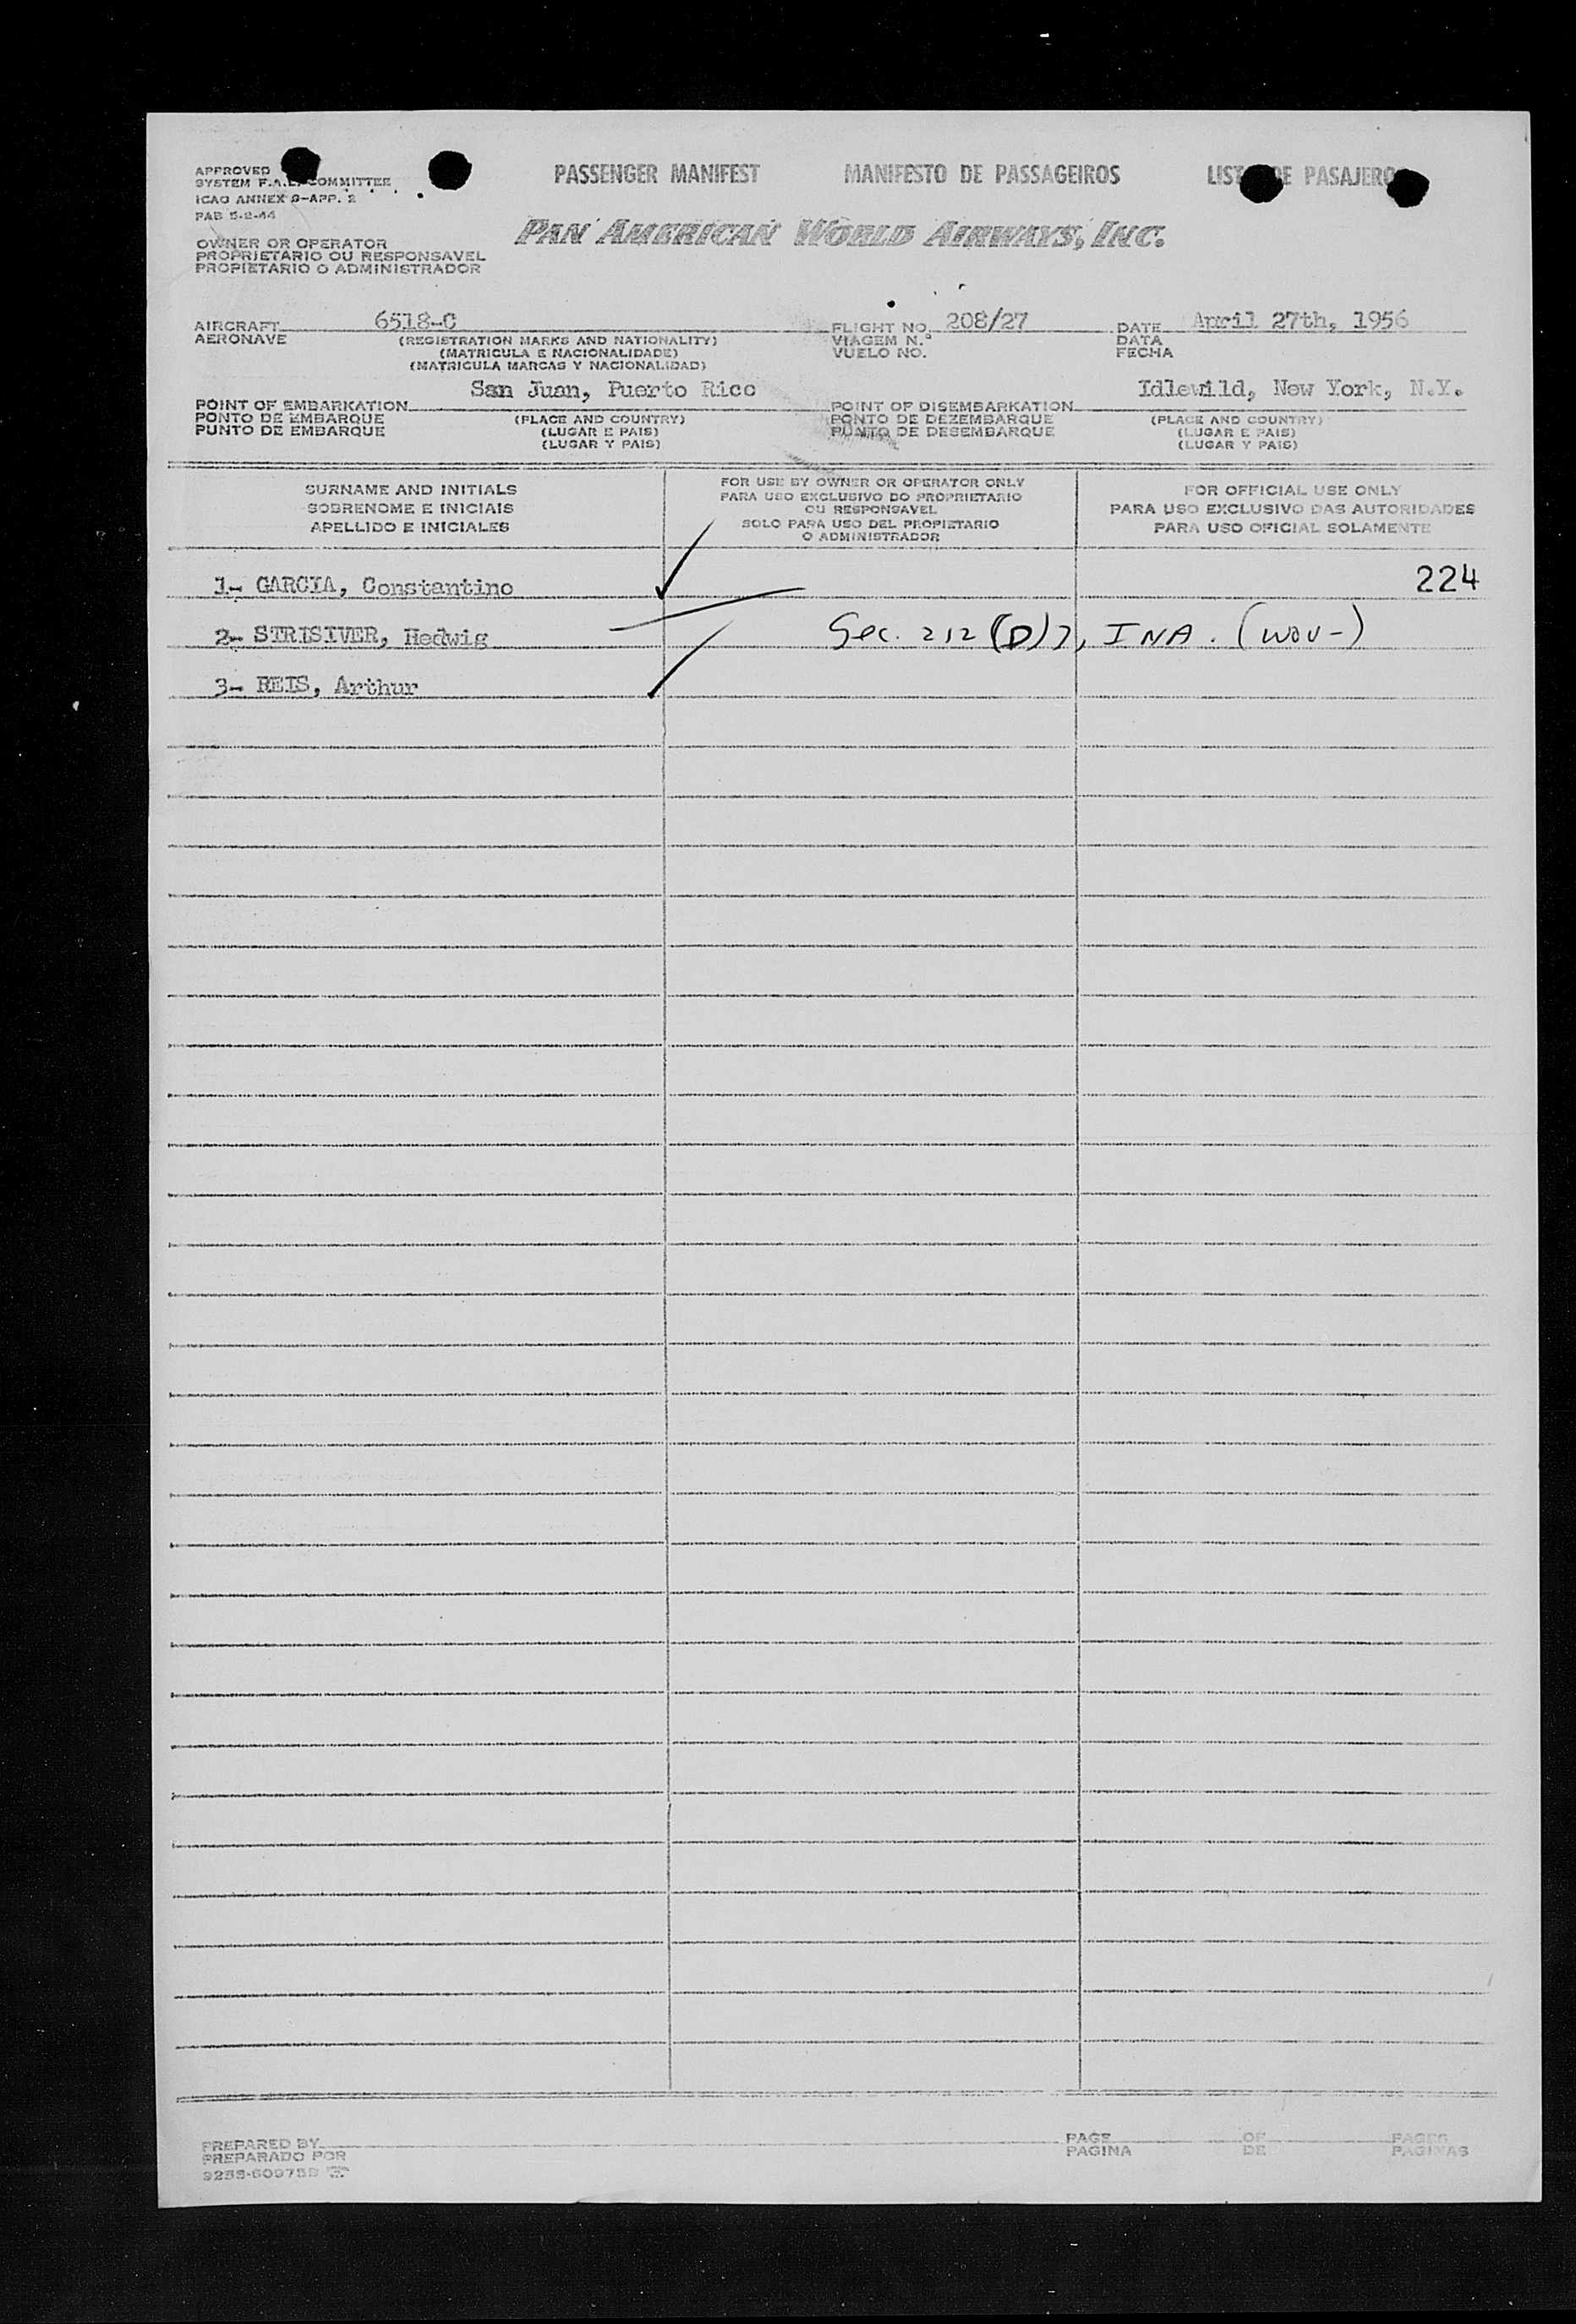 PASSENGER MANIFEST MANIFESTO DE PASSAGEIROS LISTA DE PASAJEROS
APPROVED
SYSTEM F.A.L. COMMITTEE
ICAO ANNEX 9-APP. 2
PAB 5-2-44
PAN AMERICAN WORLD AIRWAYS, INC.
OWNER OR OPERATOR
PROPRIETARIO OU RESPONSAVEL
PROPIETARIO O ADMINISTRADOR
AIRCRAFT 6518-C FLIGHT NO. 208/27 DATE April 27th, 1956
AERONAVE (REGISTRATION MARKS AND NATIONALITY) VIAGEM N.º DATA
(MATRICULA E NACIONALIDADE) VUELO NO. FECHA
(MATRICULA MARCAS Y NACIONALIDAD)
POINT OF EMBARKATION San Juan, Puerto Rico POINT OF DISEMBARKATION Idlewild, New York, N.Y.
PONTO DE EMBARQUE (PLACE AND COUNTRY) PONTO DE DEZEMBARQUE (PLACE AND COUNTRY)
PUNTO DE EMBARQUE (LUGAR E PAIS) PUNTO DE DESEMBARQUE (LUGAR E PAIS)
(LUGAR Y PAIS) (LUGAR Y PAIS)
SURNAME AND INITIALS
SOBRENOME E INICIAIS
APELLIDO E INICIALES
FOR USE BY OWNER OR OPERATOR ONLY
PARA USO EXCLUSIVO DO PROPRIETARIO
OU RESPONSAVEL
SOLO PARA USO DEL PROPIETARIO
O ADMINISTRADOR
FOR OFFICIAL USE ONLY
PARA USO EXCLUSIVO DAS AUTORIDADES
PARA USO OFICIAL SOLAMENTE
1- GARCIA, Constantino 224
2- STRISIVER, Hedwig Sec. 212 (D) 7, INA. (WOV-)
3- REIS, Arthur
PREPARED BY PAGE OF PAGES
PREPARADO POR PAGINA DE PAGINAS